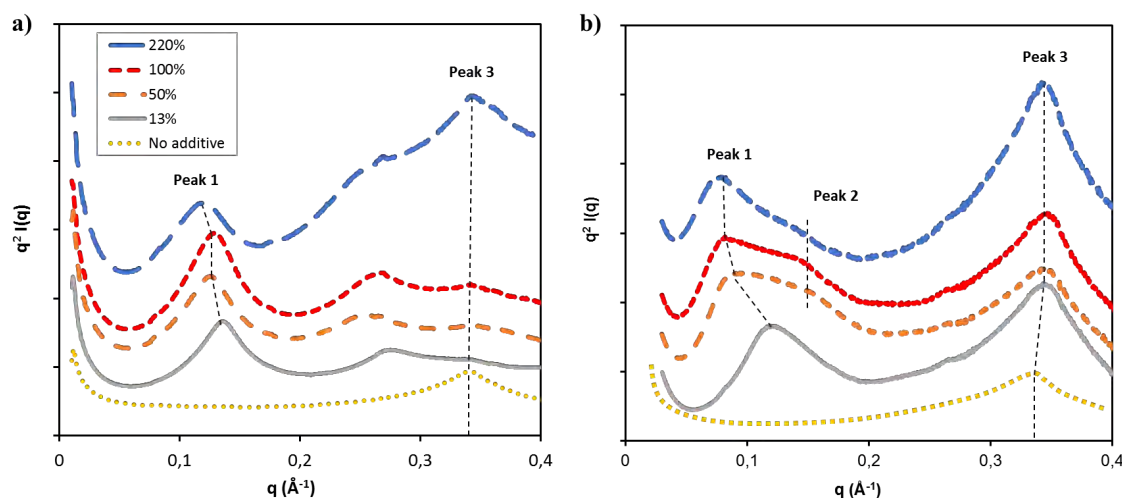 a)
220%
100%
50%
13%
No additive
Peak 1
Peak 3
q² I(q)
0
0,1
0,2
0,3
0,4
q (Å⁻¹)
b)
Peak 1
Peak 2
Peak 3
q² I(q)
0
0,1
0,2
0,3
0,4
q (Å⁻¹)